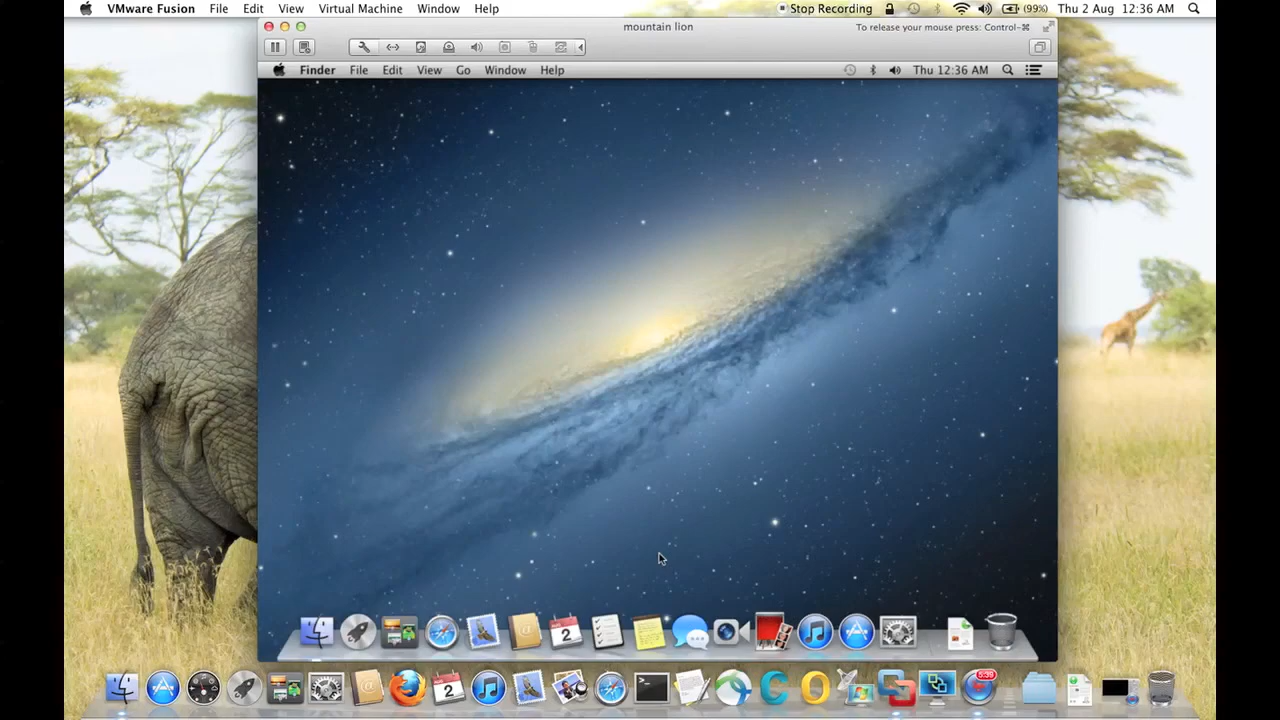 VMware Fusion File Edit View Virtual Machine Window Help Stop Recording (99%) Thu 2 Aug 12:36 AM
mountain lion To release your mouse press: Control-⌘
Finder File Edit View Go Window Help Thu 12:36 AM
2
2
5:39